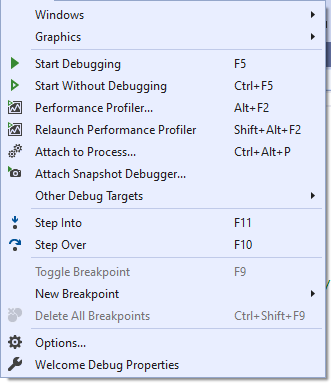 Windows
Graphics
Start Debugging F5
Start Without Debugging Ctrl+F5
Performance Profiler... Alt+F2
Relaunch Performance Profiler Shift+Alt+F2
Attach to Process... Ctrl+Alt+P
Attach Snapshot Debugger...
Other Debug Targets
Step Into F11
Step Over F10
Toggle Breakpoint F9
New Breakpoint
Delete All Breakpoints Ctrl+Shift+F9
Options...
Welcome Debug Properties